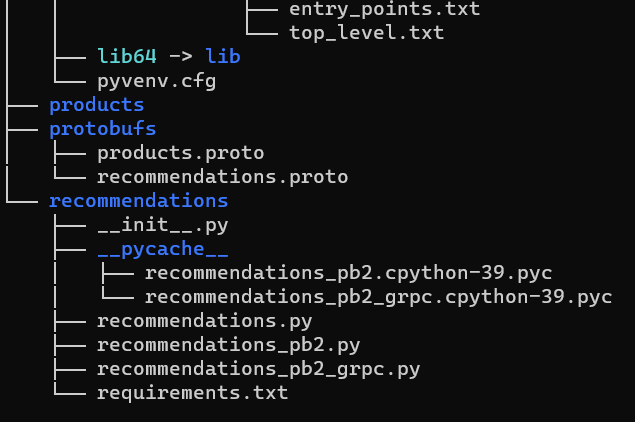 ├── entry_points.txt
└── top_level.txt
├── lib64 -> lib
└── pyvenv.cfg
├── products
├── protobufs
│   ├── products.proto
│   └── recommendations.proto
└── recommendations
    ├── __init__.py
    ├── __pycache__
    │   ├── recommendations_pb2.cpython-39.pyc
    │   └── recommendations_pb2_grpc.cpython-39.pyc
    ├── recommendations.py
    ├── recommendations_pb2.py
    ├── recommendations_pb2_grpc.py
    └── requirements.txt